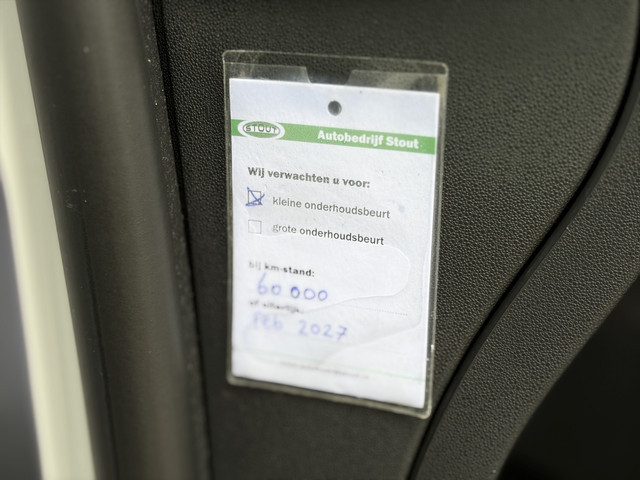 STOUT
Autobedrijf Stout
Wij verwachten u voor:
kleine onderhoudsbeurt
grote onderhoudsbeurt
bij km-stand:
60 000
of uiterlijk:
Feb 2027